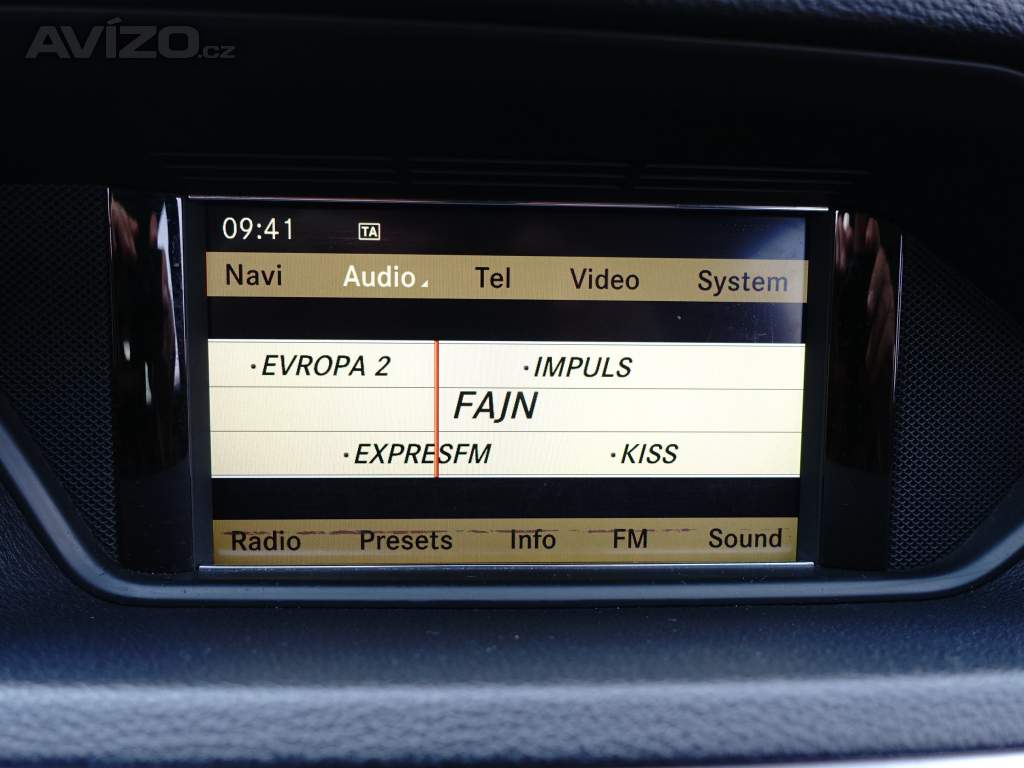 AVÍZO.cz
09:41 TA
Navi Audio Tel Video System
•EVROPA 2 •IMPULS
FAJN
•EXPRESFM •KISS
Radio Presets Info FM Sound